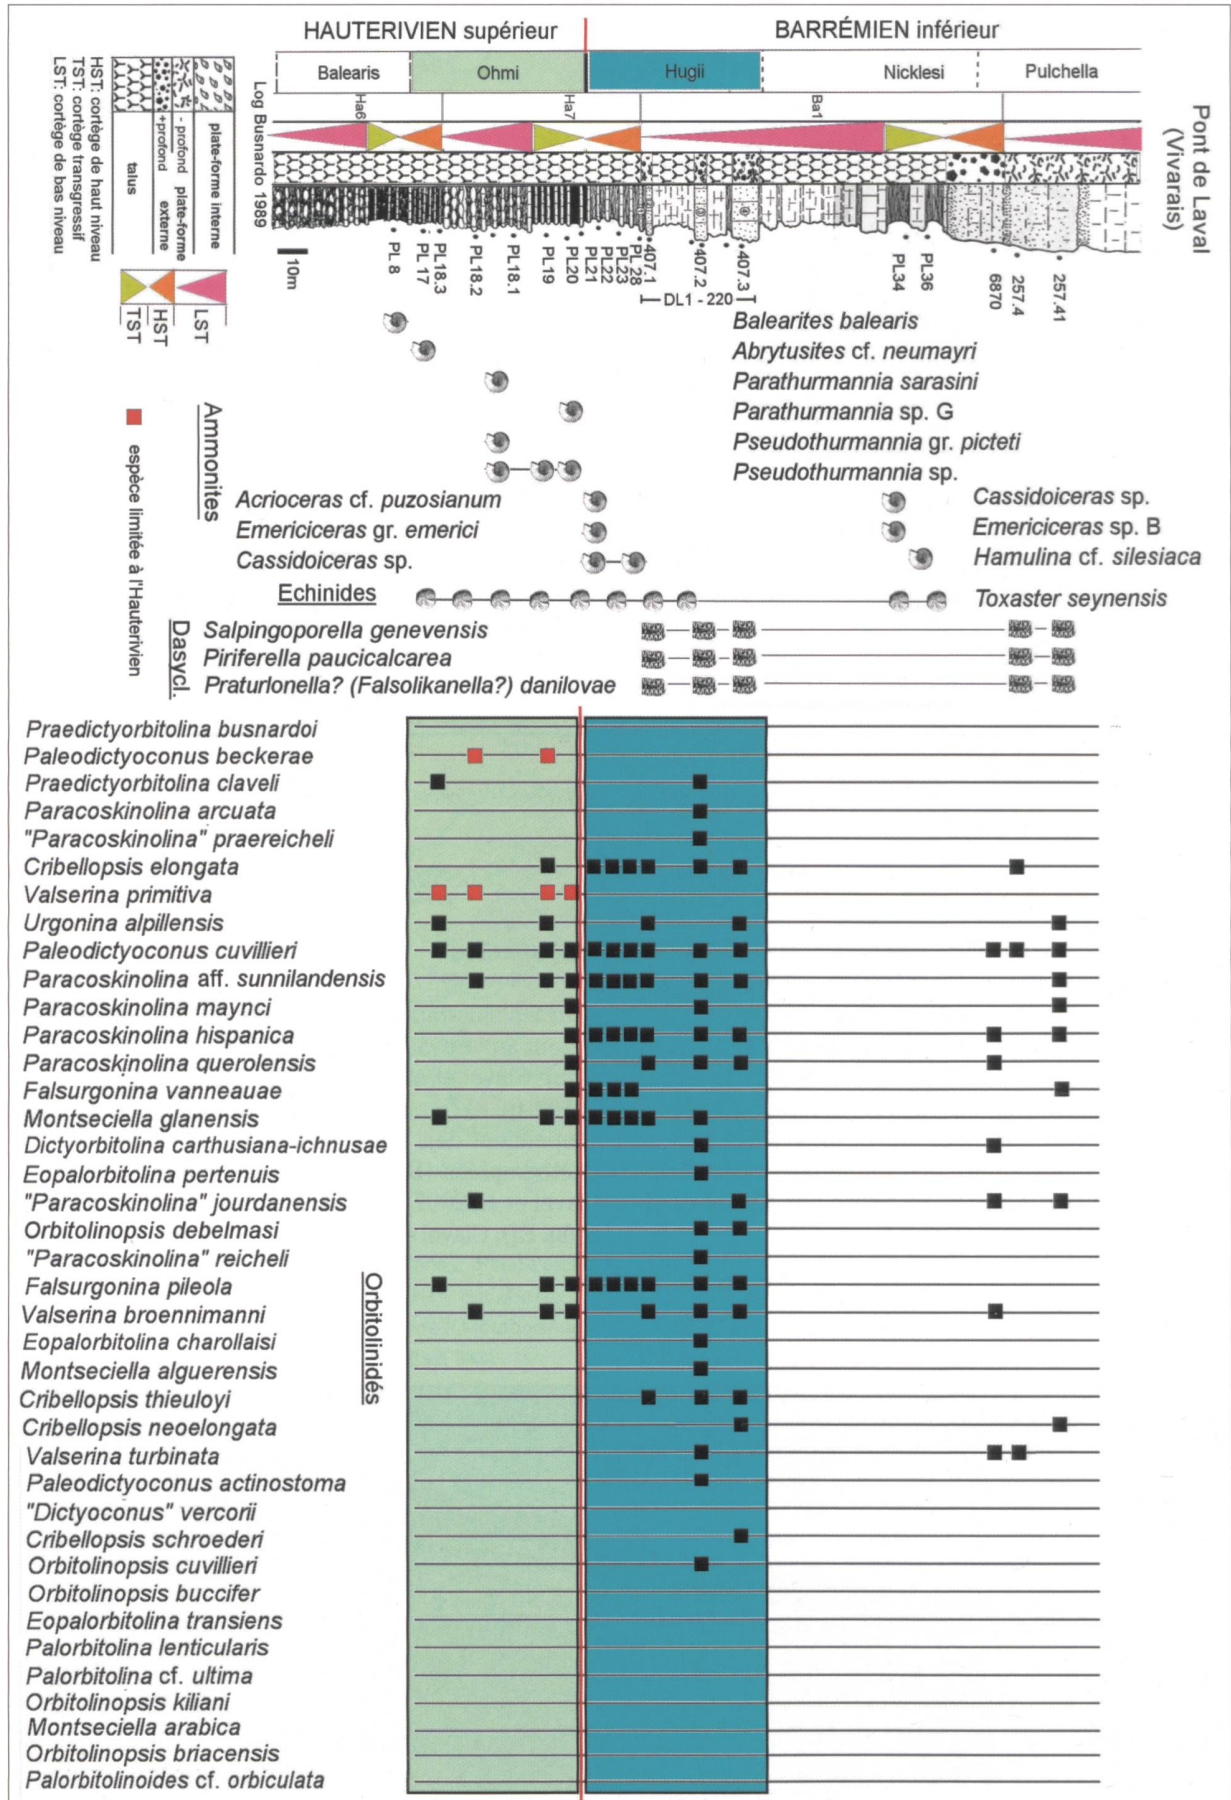 HAUTERIVIEN supérieur
BARRÉMIEN inférieur
Balearis
Ohmi
Hugii
Nicklesi
Pulchella
Ha6
Ha7
Ba1
Pont de Laval
(Vivarais)
Log Busnardo 1989
10m
PL 8
PL 17
PL18.3
PL18.2
PL18.1
PL19
PL20
PL21
PL22
PL23
PL 28
407.1
407.2
407.3
DL1 - 220
PL34
PL36
6870
257.4
257.41
plate-forme interne
- profond
+profond
plate-forme
externe
talus
HST: cortège de haut niveau
TST: cortège transgressif
LST: cortège de bas niveau
LST
HST
TST
espèce limitée à l'Hauterivien
Ammonites
Balearites balearis
Abrytusites cf. neumayri
Parathurmannia sarasini
Parathurmannia sp. G
Pseudothurmannia gr. picteti
Pseudothurmannia sp.
Acrioceras cf. puzosianum
Cassidoiceras sp.
Emericiceras gr. emerici
Emericiceras sp. B
Cassidoiceras sp.
Hamulina cf. silesiaca
Echinides
Toxaster seynensis
Dasycl.
Salpingoporella genevensis
Piriferella paucicalcarea
Praturlonella? (Falsolikanella?) danilovae
Orbitolinidés
Praedictyorbitolina busnardoi
Paleodictyoconus beckerae
Praedictyorbitolina claveli
Paracoskinolina arcuata
"Paracoskinolina" praereicheli
Cribellopsis elongata
Valserina primitiva
Urgonina alpillensis
Paleodictyoconus cuvillieri
Paracoskinolina aff. sunnilandensis
Paracoskinolina maynci
Paracoskinolina hispanica
Paracoskinolina querolensis
Falsurgonina vanneauae
Montseciella glanensis
Dictyorbitolina carthusiana-ichnusae
Eopalorbitolina pertenuis
"Paracoskinolina" jourdanensis
Orbitolinopsis debelmasi
"Paracoskinolina" reicheli
Falsurgonina pileola
Valserina broennimanni
Eopalorbitolina charollaisi
Montseciella alguerensis
Cribellopsis thieuloyi
Cribellopsis neoelongata
Valserina turbinata
Paleodictyoconus actinostoma
"Dictyoconus" vercorii
Cribellopsis schroederi
Orbitolinopsis cuvillieri
Orbitolinopsis buccifer
Eopalorbitolina transiens
Palorbitolina lenticularis
Palorbitolina cf. ultima
Orbitolinopsis kiliani
Montseciella arabica
Orbitolinopsis briacensis
Palorbitolinoides cf. orbiculata